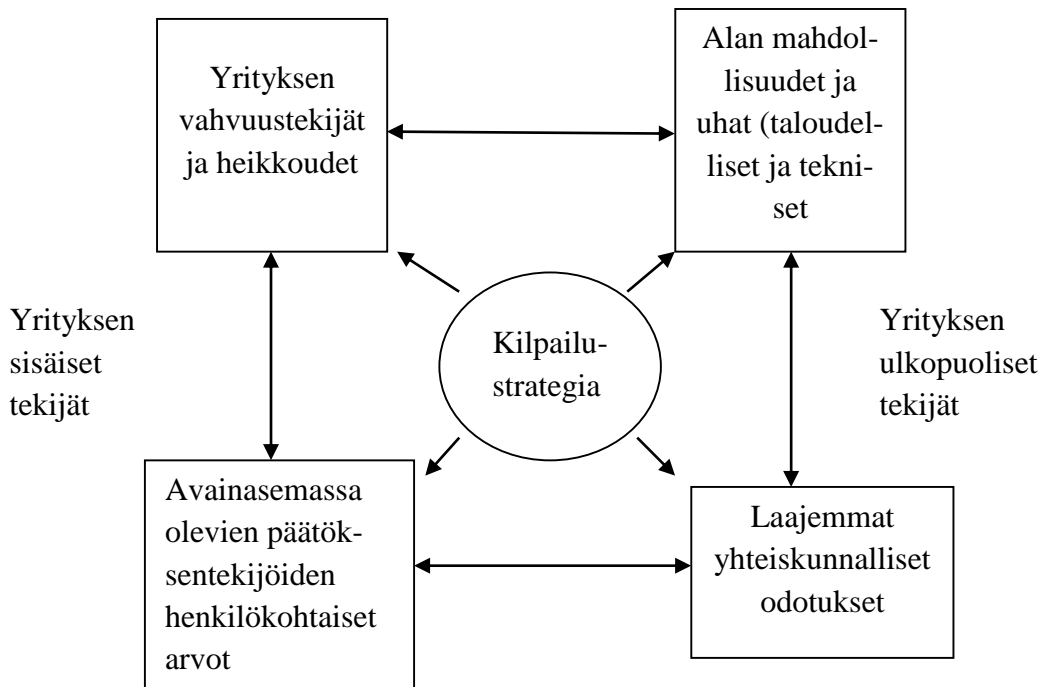 Yrityksen
vahvuustekijät
ja heikkoudet
Alan mahdol-
lisuudet ja
uhat (taloudel-
liset ja tekni-
set
Yrityksen
sisäiset
tekijät
Kilpailu-
strategia
Yrityksen
ulkopuoliset
tekijät
Avainasemassa
olevien päätök-
sentekijöiden
henkilökohtaiset
arvot
Laajemmat
yhteiskunnalliset
odotukset